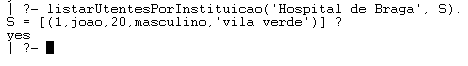 | ?- listarUtentesPorInstituicao('Hospital de Braga', S).
S = [(1,joao,20,masculino,'vila verde')] ?
yes
| ?-